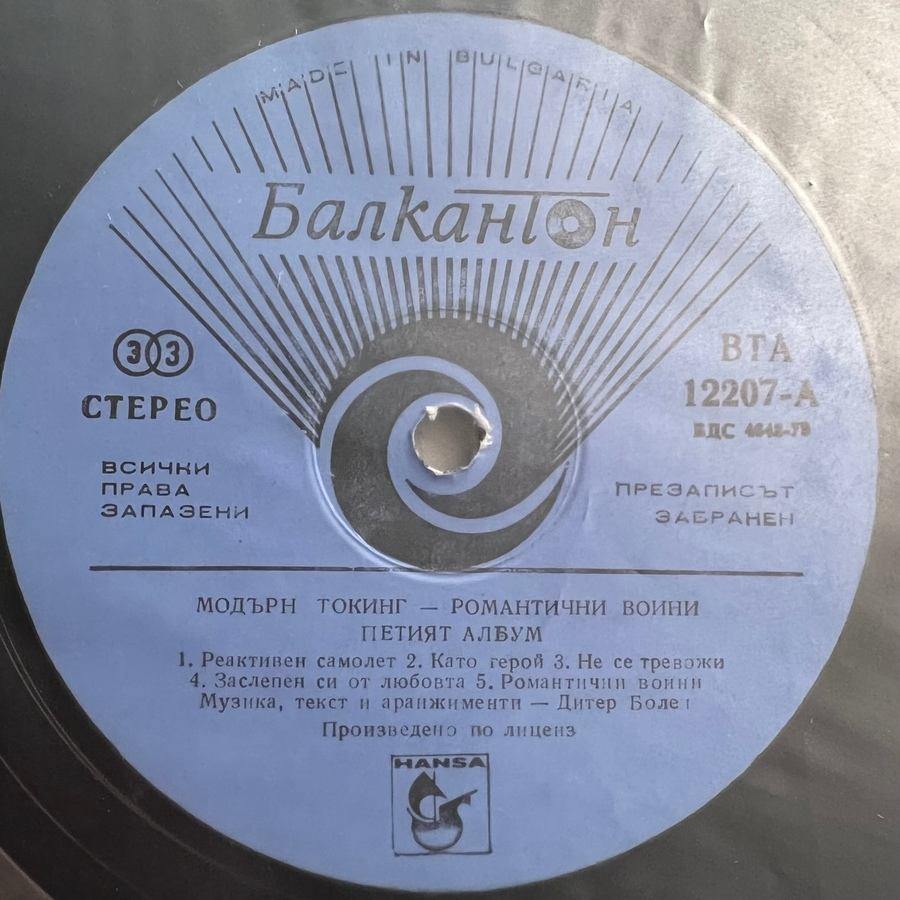 MADE IN BULGARIA
Балкантон
33
СТЕРЕО
ВТА
12207-А
БДС
ВСИЧКИ
ПРАВА
ЗАПАЗЕНИ
ПРЕЗАПИСЪТ
ЗАБРАНЕН
МОДЪРН ТОКИНГ — РОМАНТИЧНИ ВОИНИ
ПЕТИЯТ АЛБУМ
1. Реактивен самолет 2. Като герой 3. Не се тревожи
4. Заслепен си от любовта 5. Романтични воини
Музика, текст и аранжименти — Дитер Болен
Произведено по лиценз
HANSA